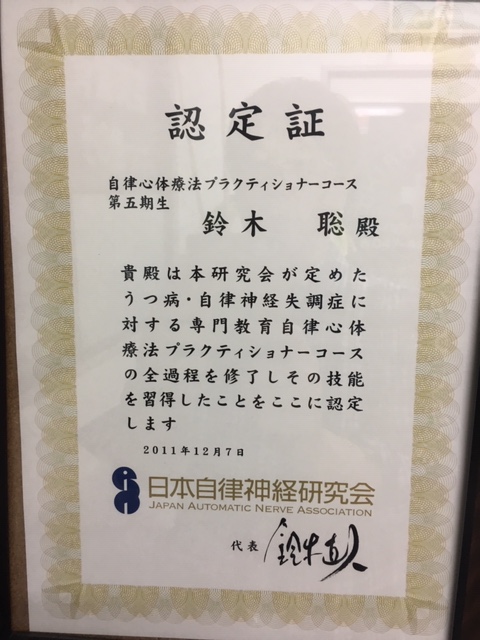 認定証
自律心体療法プラクティショナーコース
第五期生
鈴木 聡 殿
貴殿は本研究会が定めた
うつ病・自律神経失調症に
対する専門教育自律心体
療法プラクティショナーコース
の全過程を修了しその技能
を習得したことをここに認定
します
2011年12月7日
日本自律神経研究会
JAPAN AUTOMATIC NERVE ASSOCIATION
代表 鈴木直人